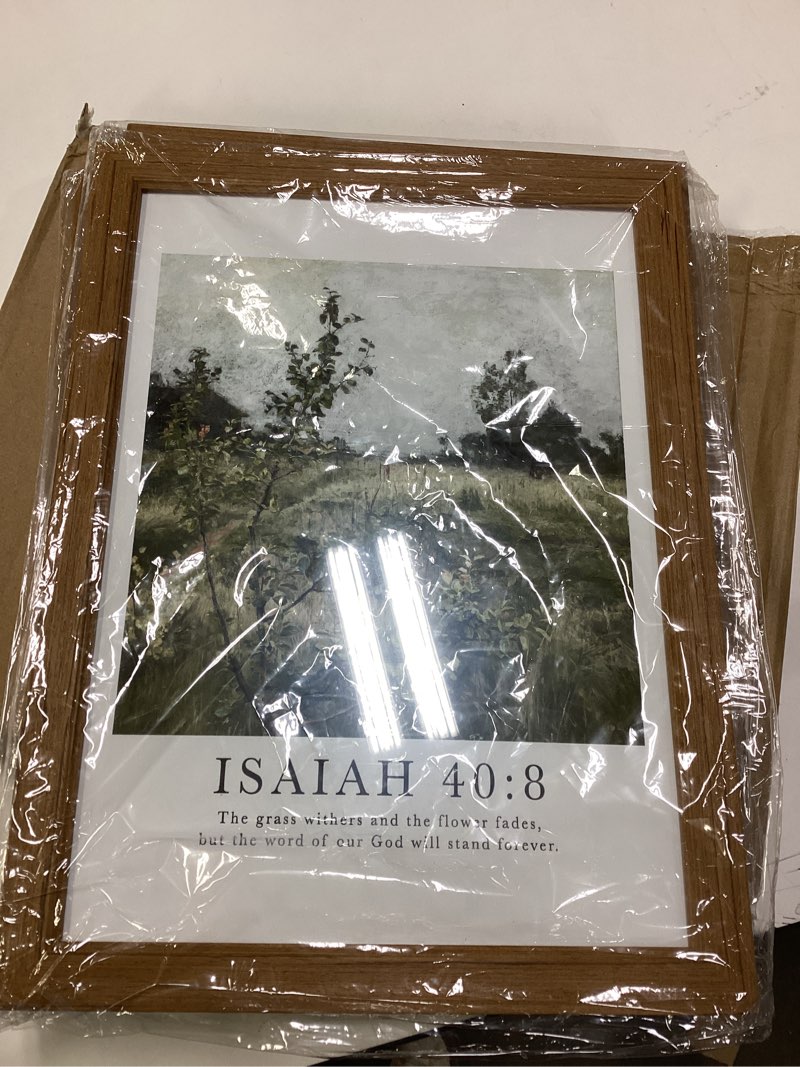 ISAIAH 40:8
The grass withers and the flower fades,
but the word of our God will stand forever.